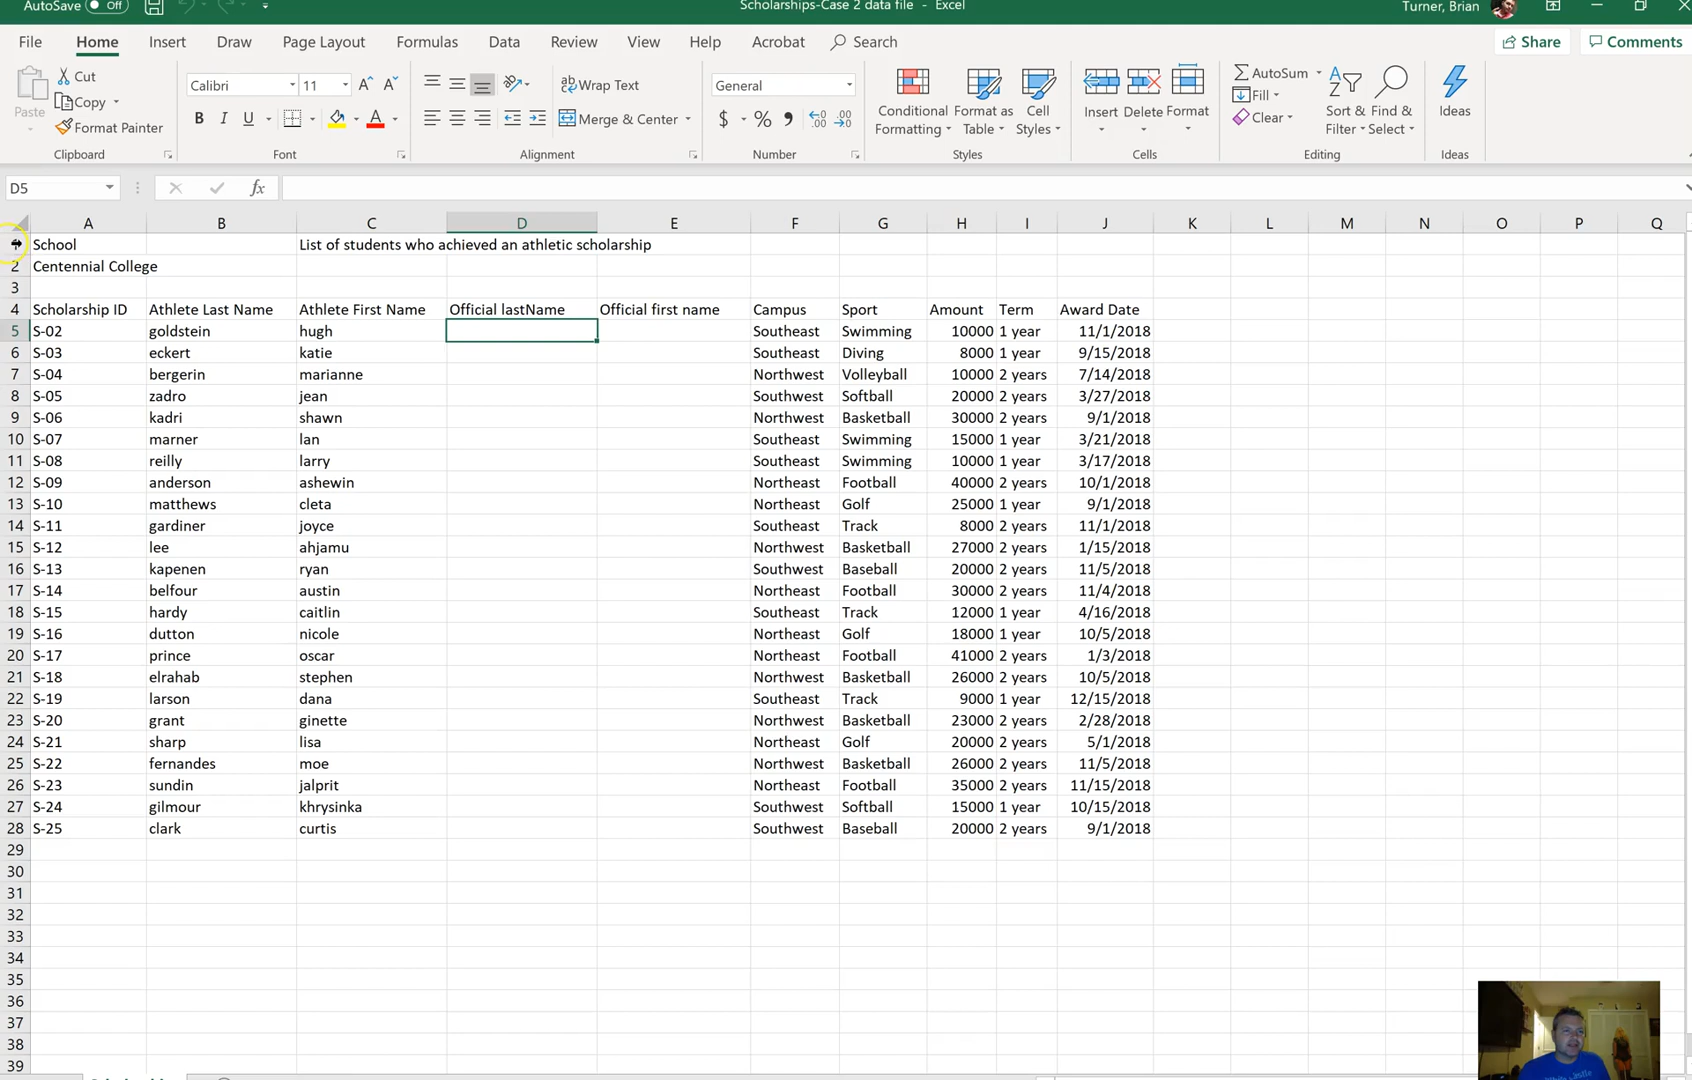 AutoSave Off Scholarships-Case 2 data file - Excel Turner, Brian
File Home Insert Draw Page Layout Formulas Data Review View Help Acrobat Search Share Comments
Paste Cut Copy Format Painter Clipboard
Calibri 11 B I U Font
Wrap Text Merge & Center Alignment
General $ % Number
Conditional Formatting Format as Table Cell Styles Styles
Insert Delete Format Cells
AutoSum Fill Clear Sort & Filter Find & Select Editing
Ideas Ideas
D5 fx
A B C D E F G H I J K L M N O P Q
School List of students who achieved an athletic scholarship
2 Centennial College
3
4 Scholarship ID Athlete Last Name Athlete First Name Official lastName Official first name Campus Sport Amount Term Award Date
5 S-02 goldstein hugh Southeast Swimming 10000 1 year 11/1/2018
6 S-03 eckert katie Southeast Diving 8000 1 year 9/15/2018
7 S-04 bergerin marianne Northwest Volleyball 10000 2 years 7/14/2018
8 S-05 zadro jean Southwest Softball 20000 2 years 3/27/2018
9 S-06 kadri shawn Northwest Basketball 30000 2 years 9/1/2018
10 S-07 marner lan Southeast Swimming 15000 1 year 3/21/2018
11 S-08 reilly larry Southeast Swimming 10000 1 year 3/17/2018
12 S-09 anderson ashewin Northeast Football 40000 2 years 10/1/2018
13 S-10 matthews cleta Northeast Golf 25000 1 year 9/1/2018
14 S-11 gardiner joyce Southeast Track 8000 2 years 11/1/2018
15 S-12 lee ahjamu Northwest Basketball 27000 2 years 1/15/2018
16 S-13 kapenen ryan Southwest Baseball 20000 2 years 11/5/2018
17 S-14 belfour austin Northeast Football 30000 2 years 11/4/2018
18 S-15 hardy caitlin Southeast Track 12000 1 year 4/16/2018
19 S-16 dutton nicole Northeast Golf 18000 1 year 10/5/2018
20 S-17 prince oscar Northeast Football 41000 2 years 1/3/2018
21 S-18 elrahab stephen Northwest Basketball 26000 2 years 10/5/2018
22 S-19 larson dana Southeast Track 9000 1 year 12/15/2018
23 S-20 grant ginette Northwest Basketball 23000 2 years 2/28/2018
24 S-21 sharp lisa Northeast Golf 20000 2 years 5/1/2018
25 S-22 fernandes moe Northwest Basketball 26000 2 years 11/5/2018
26 S-23 sundin jalprit Northeast Football 35000 2 years 11/15/2018
27 S-24 gilmour khrysinka Southwest Softball 15000 1 year 10/15/2018
28 S-25 clark curtis Southwest Baseball 20000 2 years 9/1/2018
29
30
31
32
33
34
35
36
37
38
39